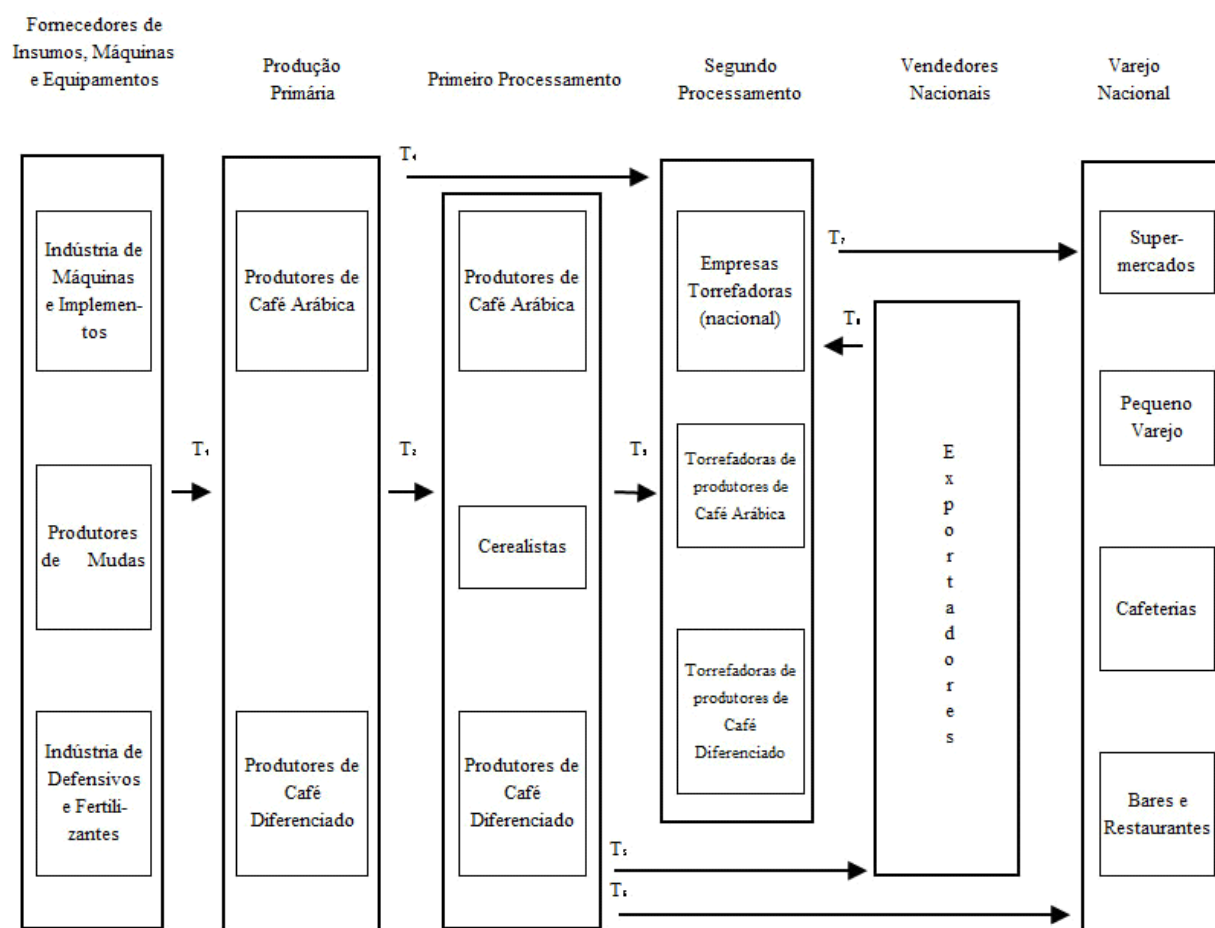 Fornecedores de
Insumos, Máquinas
e Equipamentos
Produção
Primária
Primeiro Processamento
Segundo
Processamento
Vendedores
Nacionais
Varejo
Nacional
Indústria de
Máquinas
e Implemen-
tos
Produtores
de Mudas
Indústria de
Defensivos
e Fertili-
zantes
T₁
Produtores de
Café Arábica
Produtores de
Café
Diferenciado
T₄
T₂
Produtores de
Café Arábica
Cerealistas
Produtores de
Café
Diferenciado
T₃
T
T
Empresas
Torrefadoras
(nacional)
Torrefadoras de
produtores de
Café Arábica
Torrefadoras de
produtores de
Café
Diferenciado
T₇
T₈
E
x
p
o
r
t
a
d
o
r
e
s
Super-
mercados
Pequeno
Varejo
Cafeterias
Bares e
Restaurantes